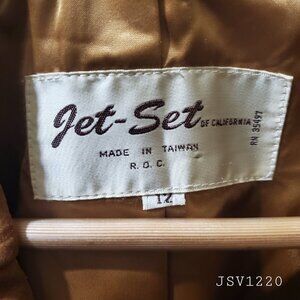 Jet-Set OF CALIFORNIA
MADE IN TAIWAN
R.O.C.
RN 35497
12
JSV1220